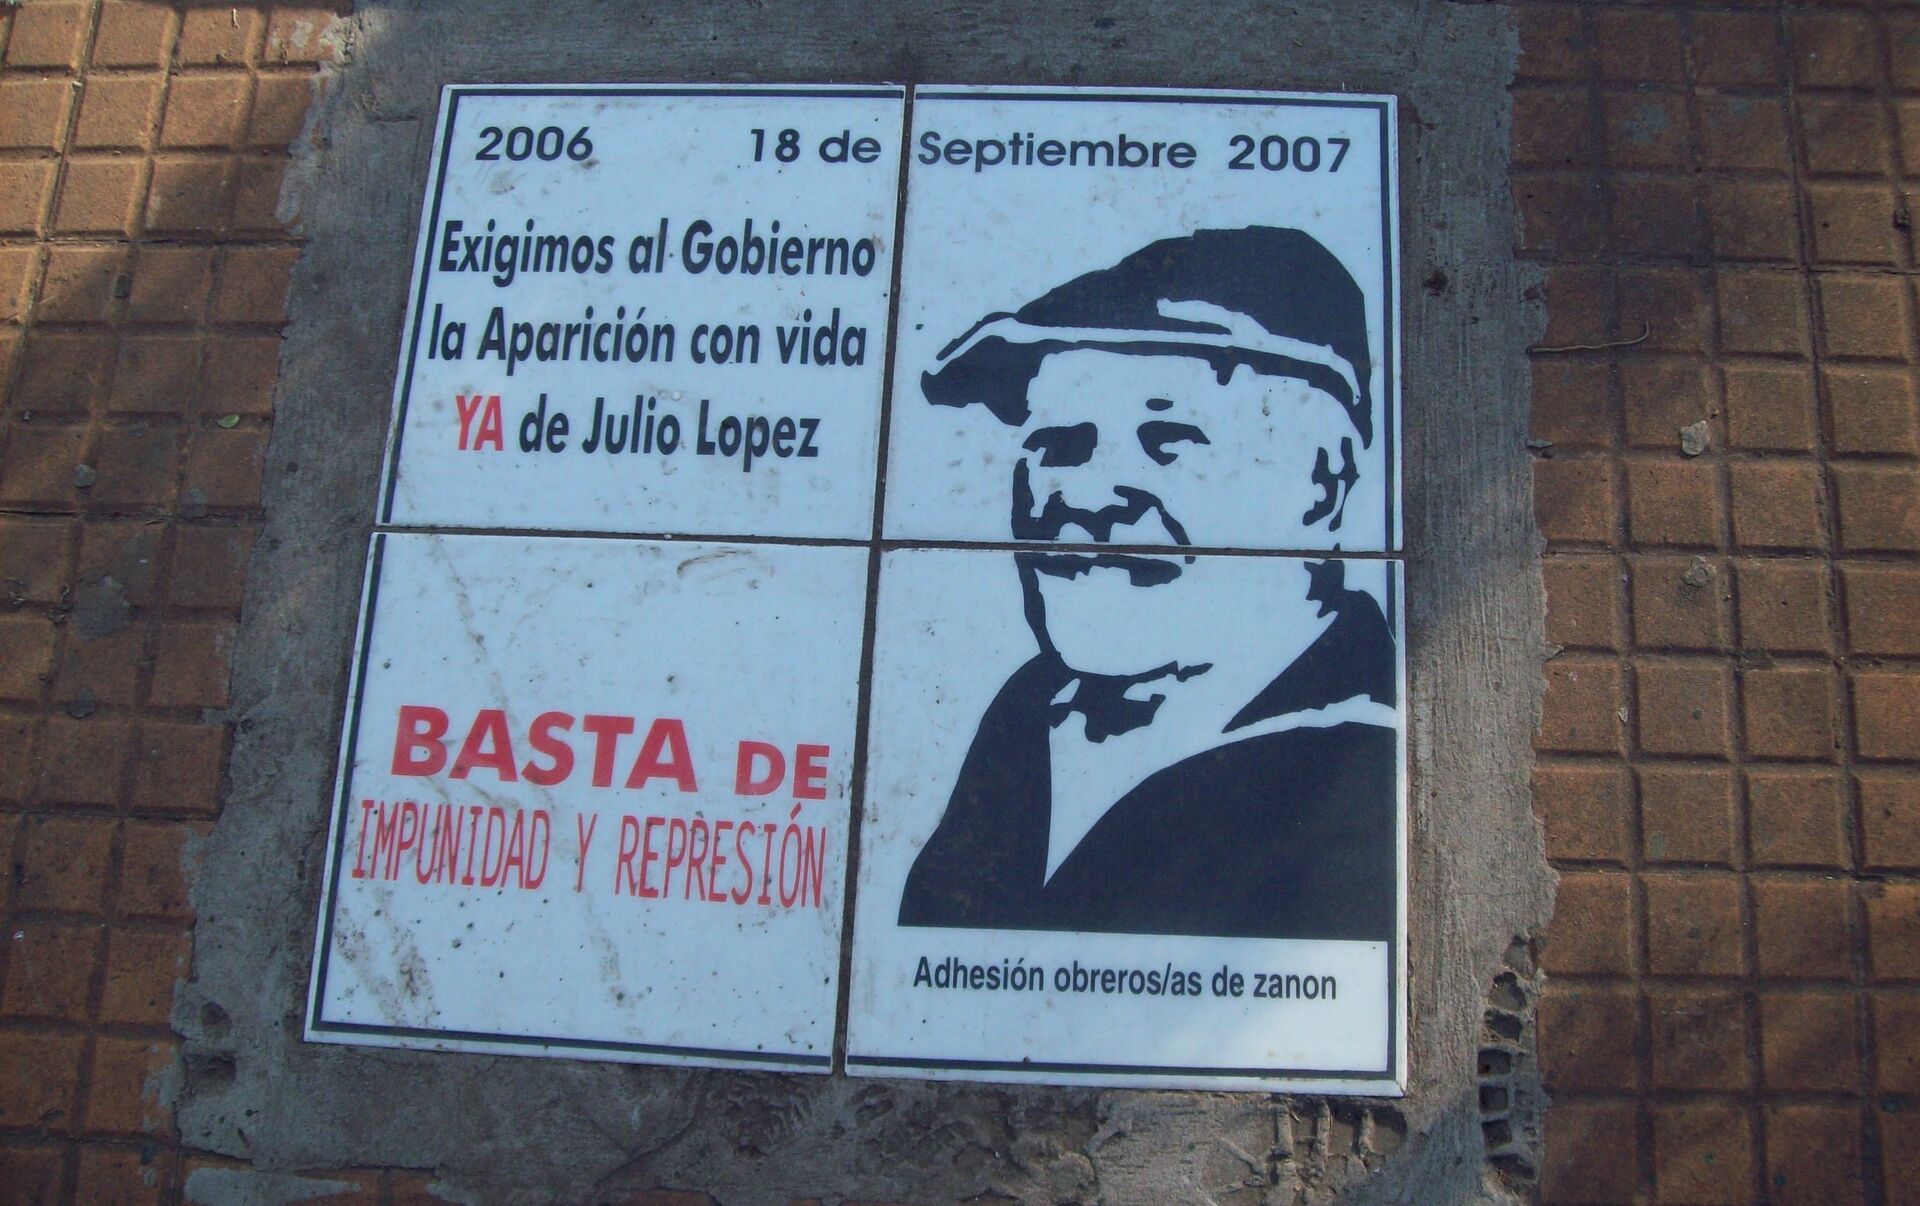 2006 18 de Septiembre 2007
Exigimos al Gobierno
la Aparición con vida
YA de Julio Lopez
BASTA DE
IMPUNIDAD Y REPRESIÓN
Adhesión obreros/as de zanon